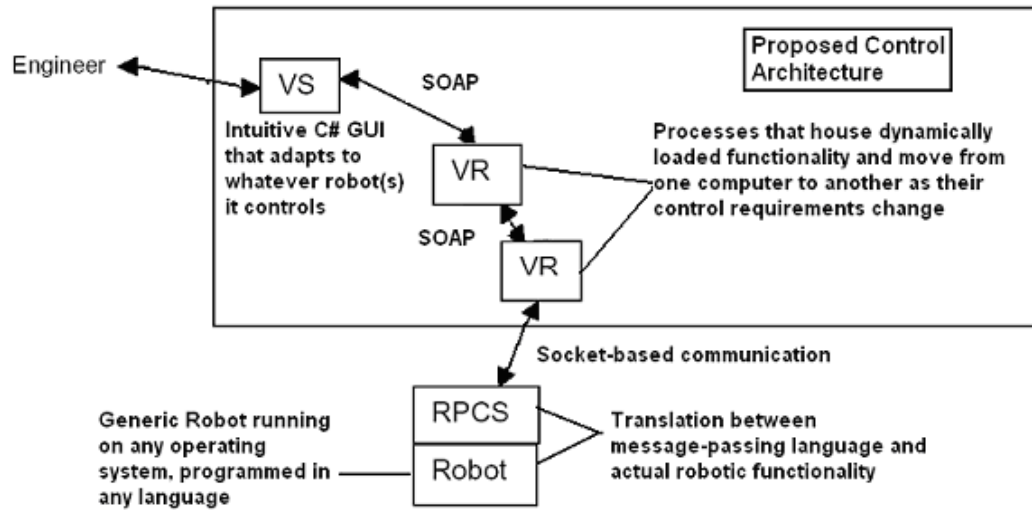 Proposed Control
Architecture
Engineer
VS
SOAP
Intuitive C# GUI
that adapts to
whatever robot(s)
it controls
VR
Processes that house dynamically
loaded functionality and move from
one computer to another as their
control requirements change
SOAP
VR
Socket-based communication
RPCS
Robot
Generic Robot running
on any operating
system, programmed in
any language
Translation between
message-passing language and
actual robotic functionality